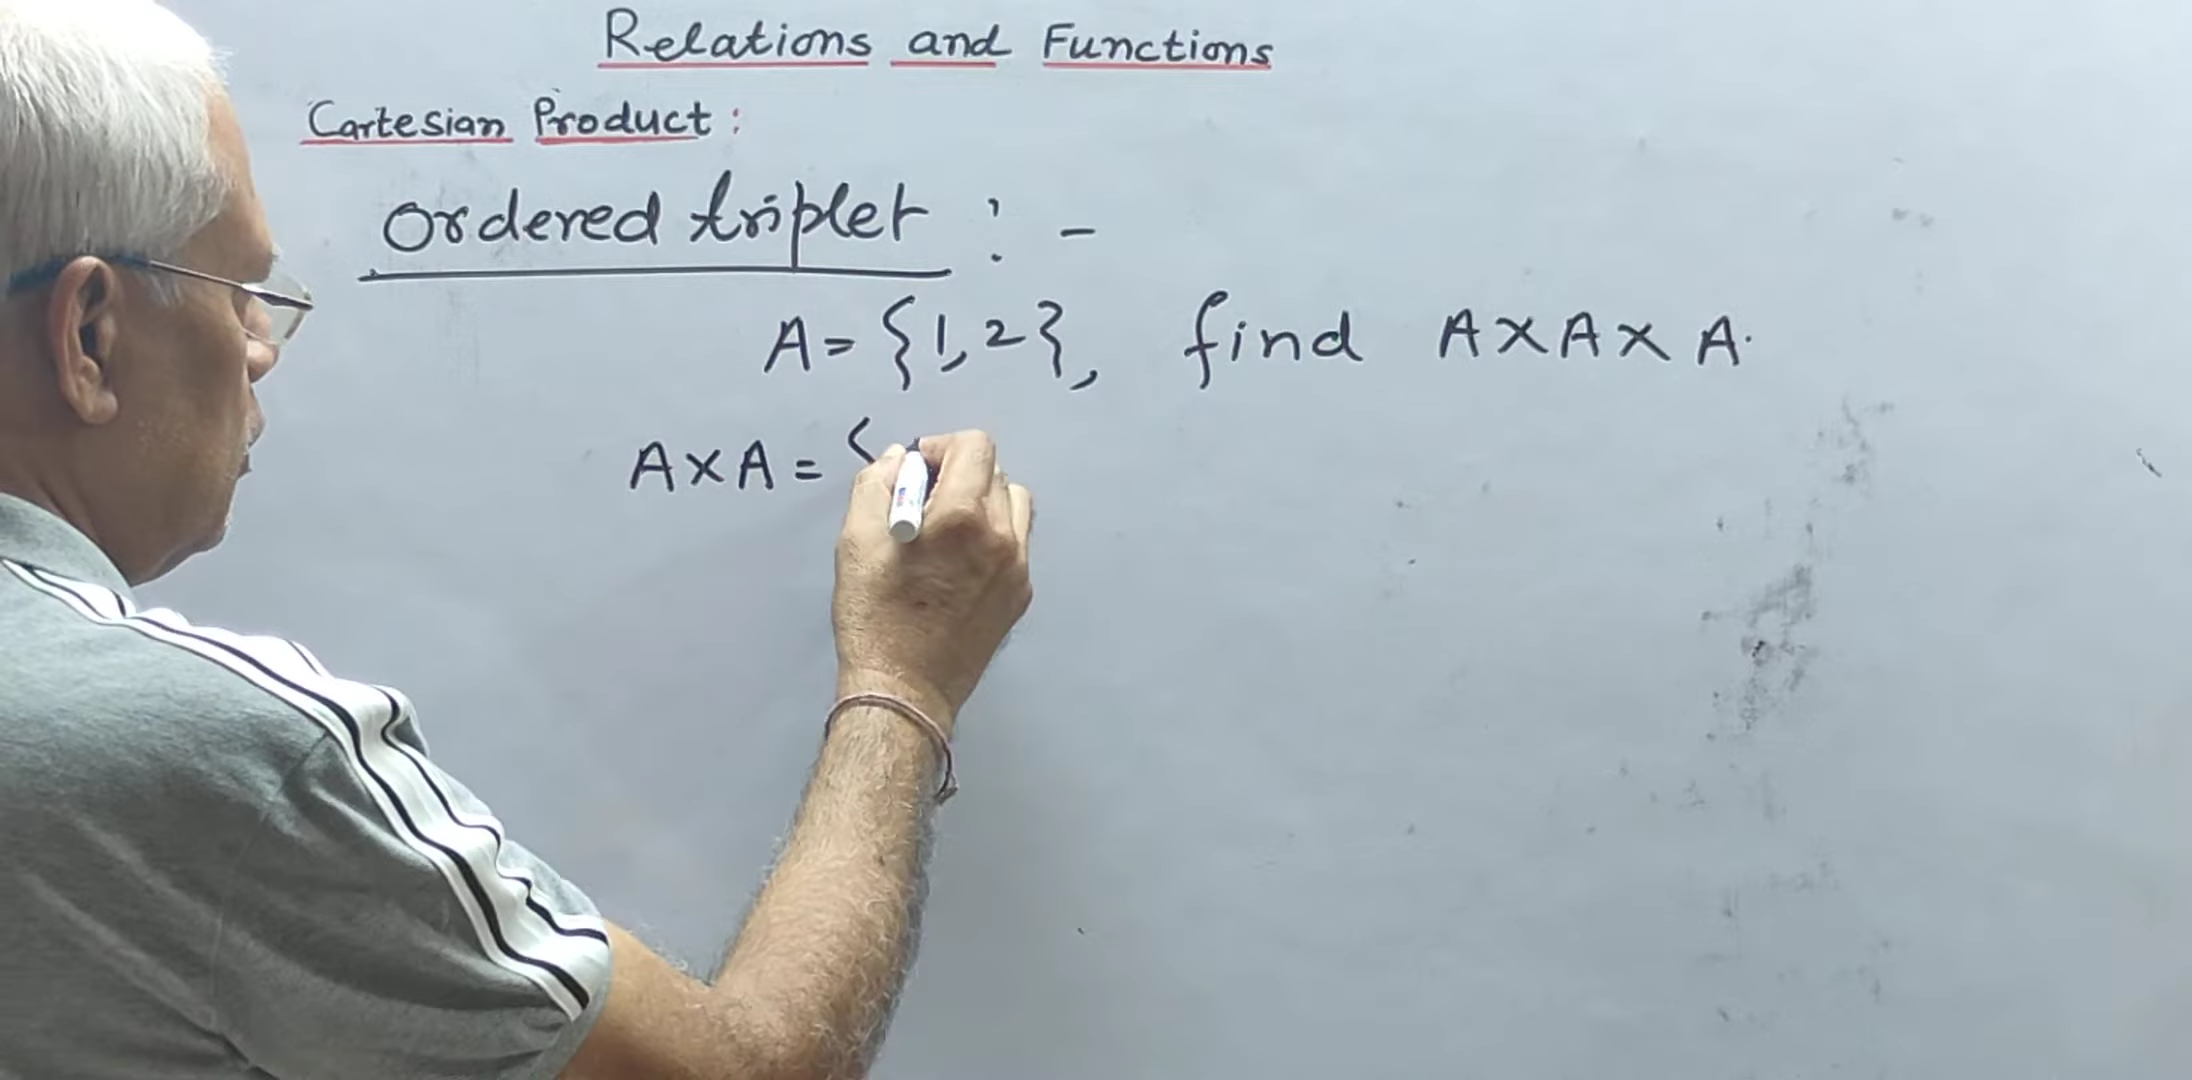 Relations and Functions
Cartesian Product :
Ordered triplet : -
A = {1, 2}, find A × A × A.
A × A = {